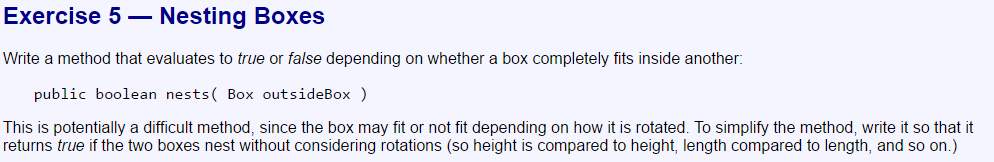 Exercise 5 — Nesting Boxes
Write a method that evaluates to true or false depending on whether a box completely fits inside another:
public boolean nests( Box outsideBox )
This is potentially a difficult method, since the box may fit or not fit depending on how it is rotated. To simplify the method, write it so that it
returns true if the two boxes nest without considering rotations (so height is compared to height, length compared to length, and so on.)